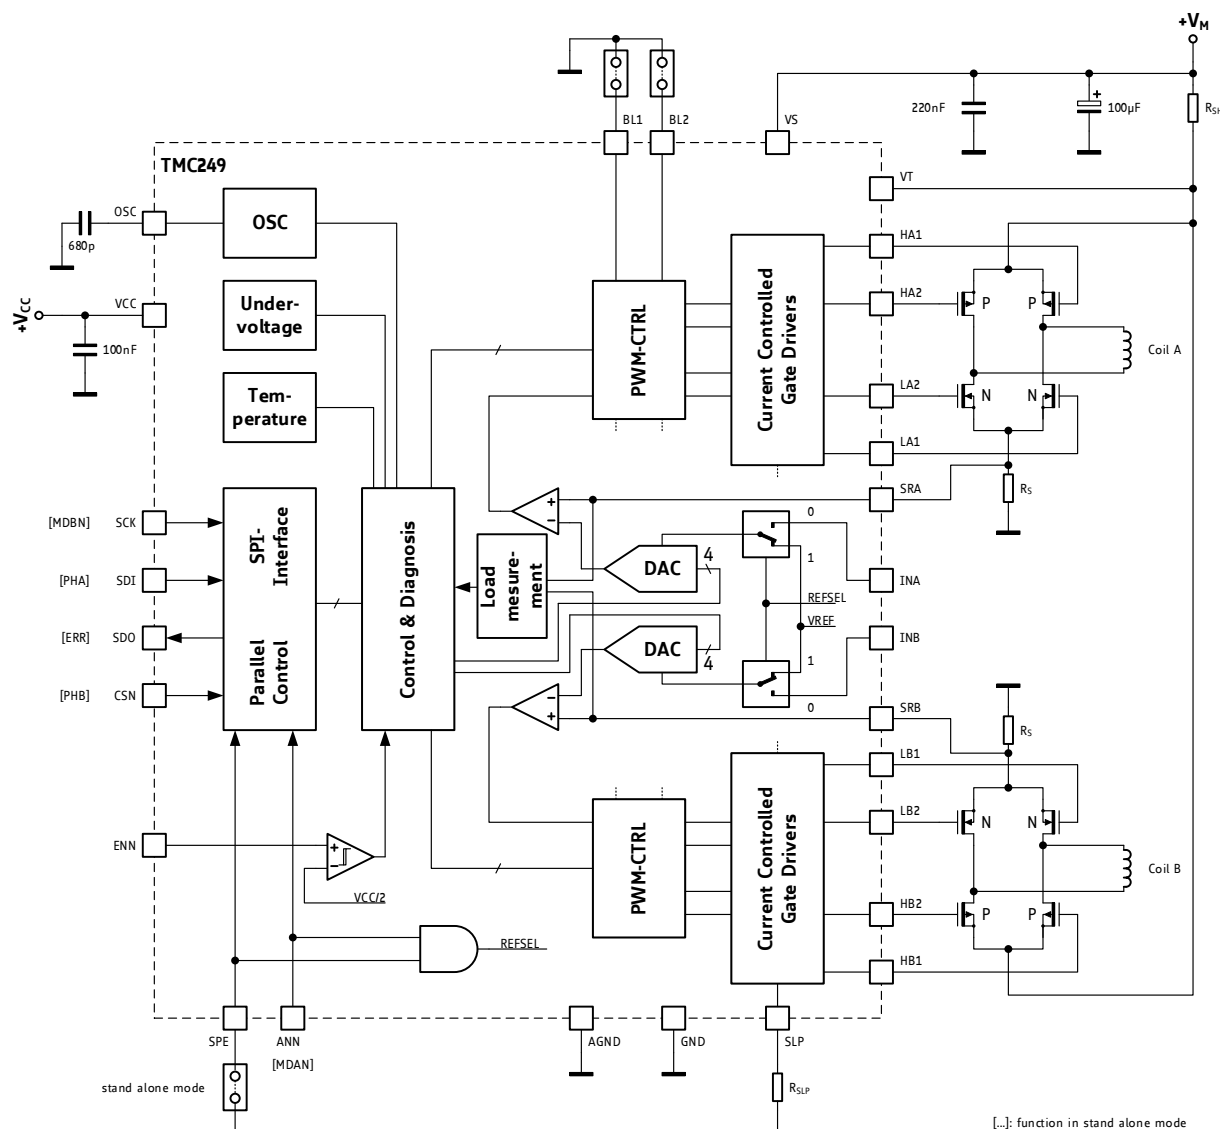 +VM
BL1
BL2
VS
220nF
+
100µF
RSH
TMC249
VT
OSC
OSC
680p
HA1
HA2
P
P
VCC
+VCC
100nF
Under-
voltage
PWM-CTRL
Current Controlled
Gate Drivers
Coil A
Tem-
perature
LA2
N
N
LA1
SRA
RS
[MDBN]
SCK
SPI-
Interface
Parallel
Control
Control & Diagnosis
+
−
0
Load
mesure-
ment
DAC
4
1
[PHA]
SDI
INA
REFSEL
VREF
[ERR]
SDO
DAC
4
1
INB
[PHB]
CSN
−
+
0
SRB
RS
LB1
LB2
N
N
ENN
+
−
VCC/2
PWM-CTRL
Current Controlled
Gate Drivers
Coil B
HB2
P
P
REFSEL
HB1
SPE
ANN
[MDAN]
AGND
GND
SLP
stand alone mode
RSLP
[...]: function in stand alone mode